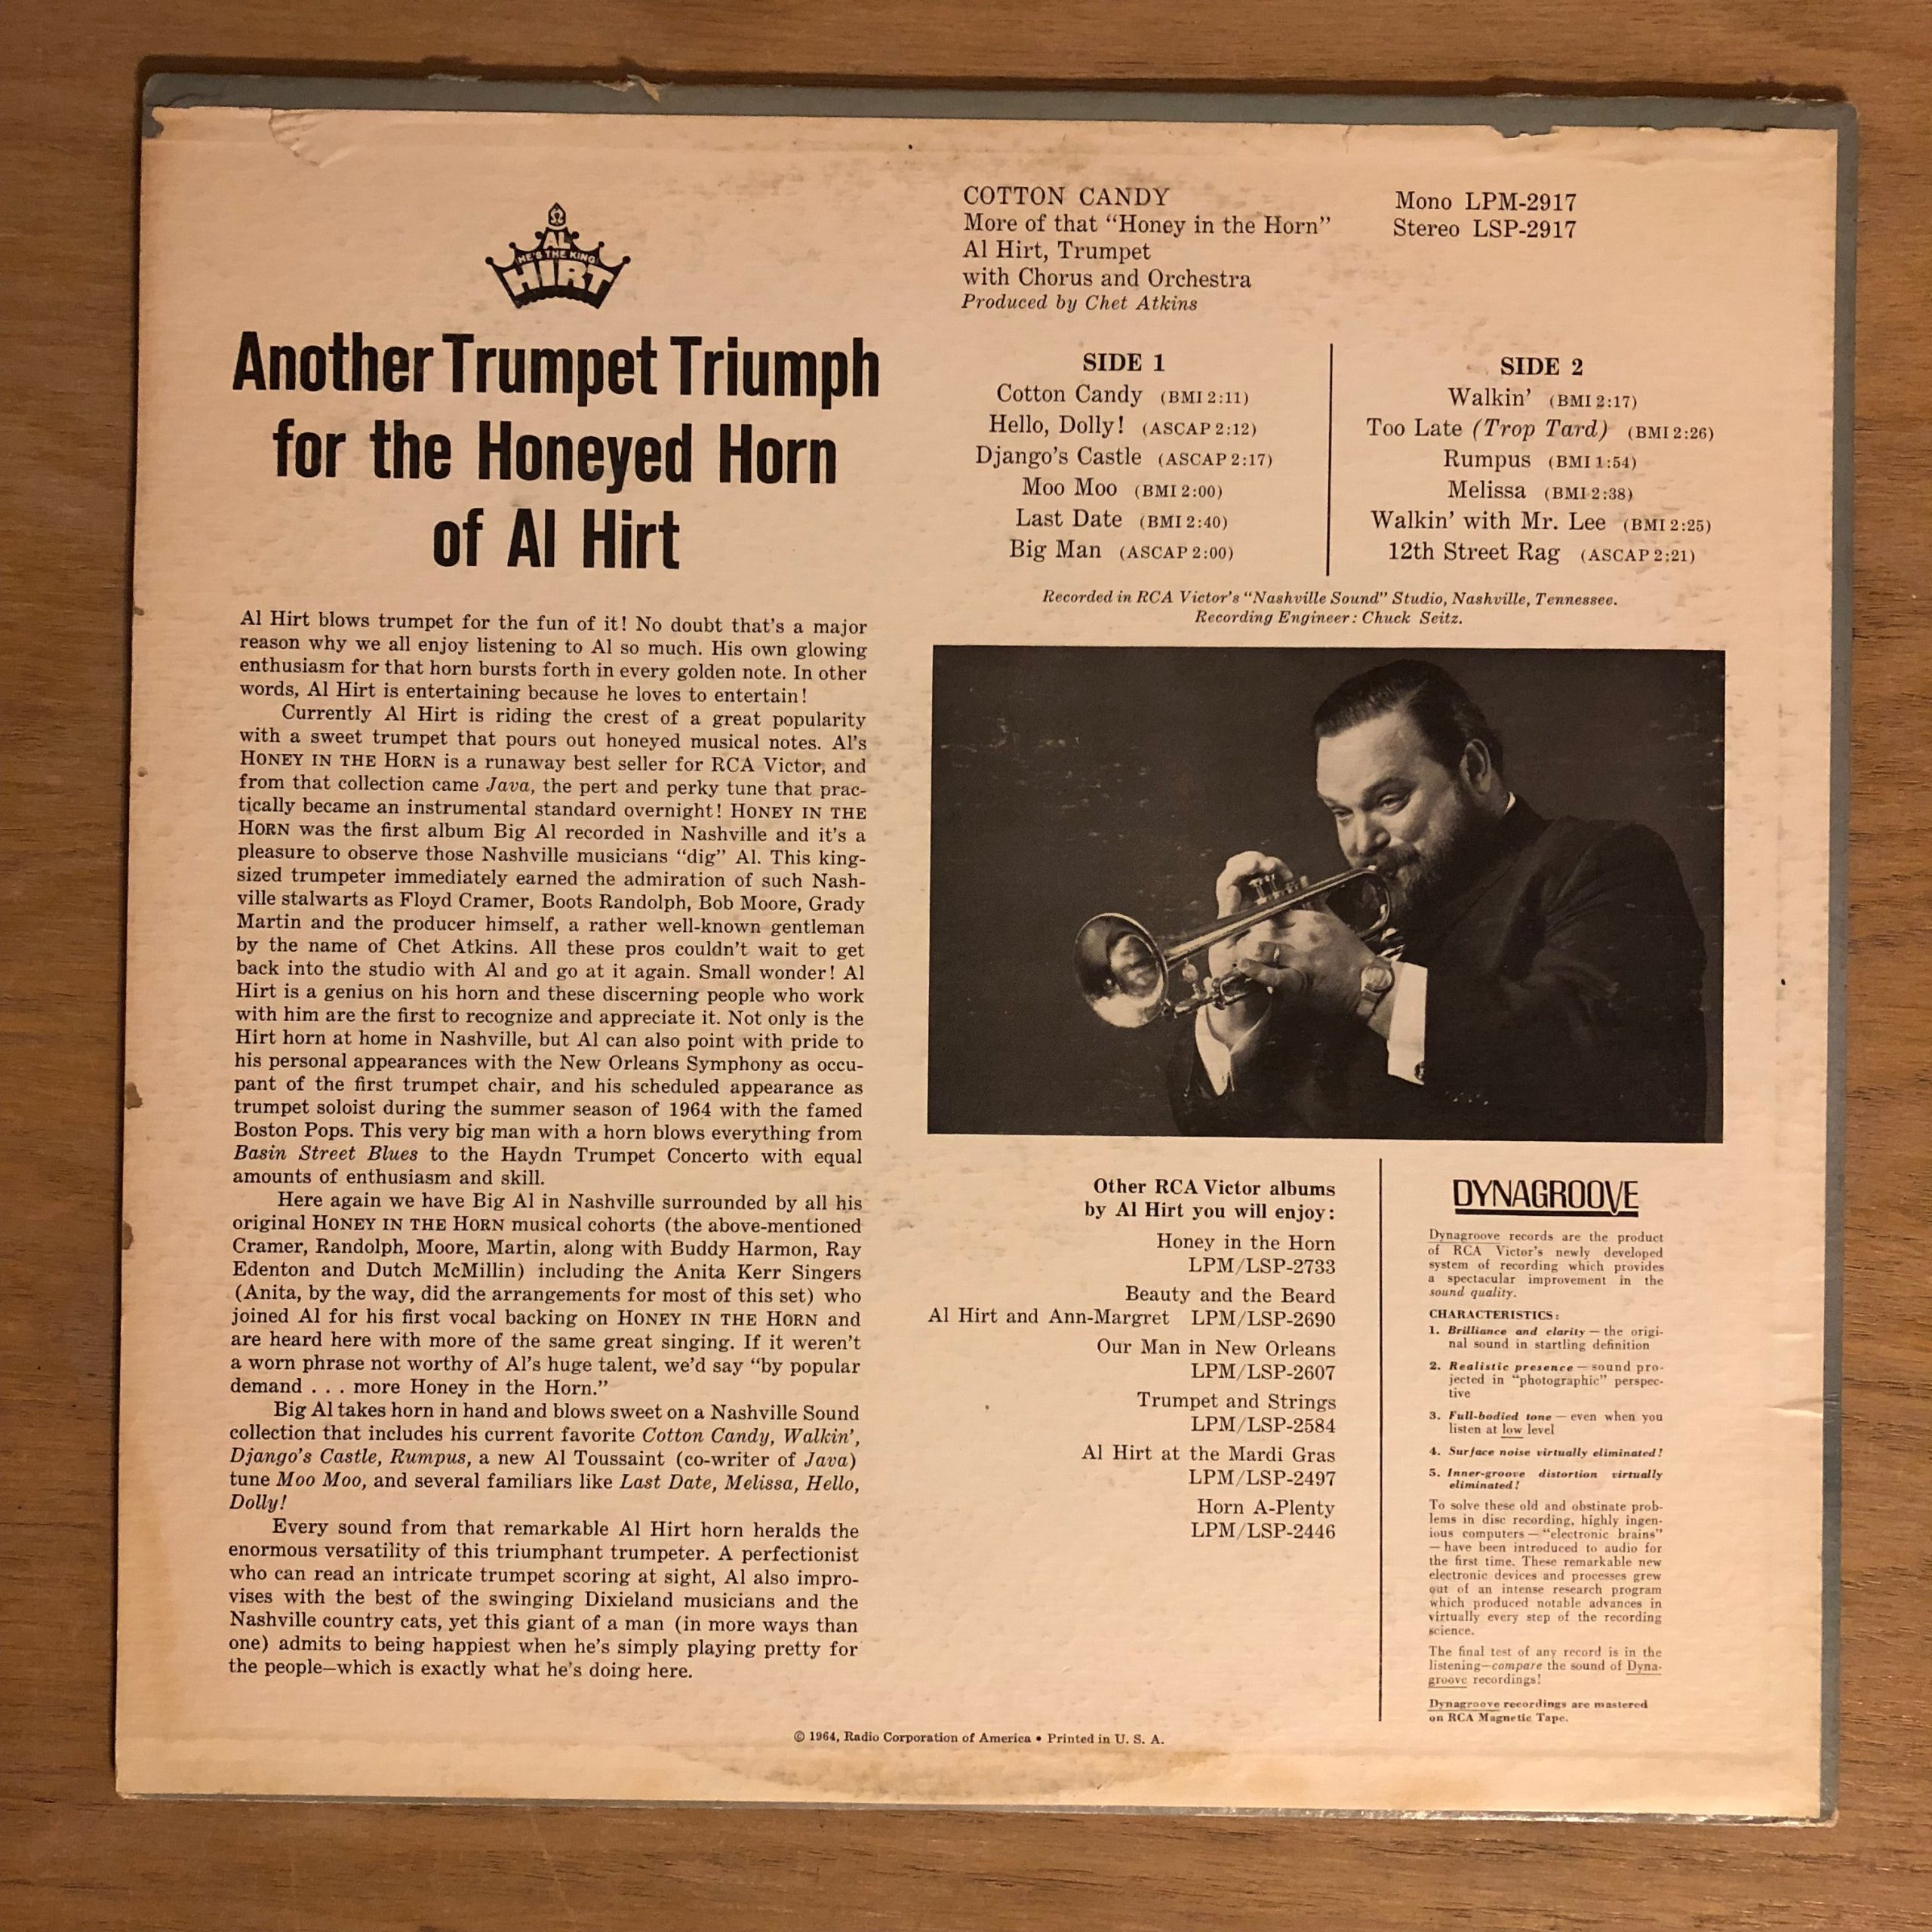 AL
HE'S THE KING
HIRT
Another Trumpet Triumph
for the Honeyed Horn
of Al Hirt
Al Hirt blows trumpet for the fun of it! No doubt that's a major
reason why we all enjoy listening to Al so much. His own glowing
enthusiasm for that horn bursts forth in every golden note. In other
words, Al Hirt is entertaining because he loves to entertain!
Currently Al Hirt is riding the crest of a great popularity
with a sweet trumpet that pours out honeyed musical notes. Al's
HONEY IN THE HORN is a runaway best seller for RCA Victor, and
from that collection came Java, the pert and perky tune that prac-
tically became an instrumental standard overnight! HONEY IN THE
HORN was the first album Big Al recorded in Nashville and it's a
pleasure to observe those Nashville musicians "dig" Al. This king-
sized trumpeter immediately earned the admiration of such Nash-
ville stalwarts as Floyd Cramer, Boots Randolph, Bob Moore, Grady
Martin and the producer himself, a rather well-known gentleman
by the name of Chet Atkins. All these pros couldn't wait to get
back into the studio with Al and go at it again. Small wonder! Al
Hirt is a genius on his horn and these discerning people who work
with him are the first to recognize and appreciate it. Not only is the
Hirt horn at home in Nashville, but Al can also point with pride to
his personal appearances with the New Orleans Symphony as occu-
pant of the first trumpet chair, and his scheduled appearance as
trumpet soloist during the summer season of 1964 with the famed
Boston Pops. This very big man with a horn blows everything from
Basin Street Blues to the Haydn Trumpet Concerto with equal
amounts of enthusiasm and skill.
Here again we have Big Al in Nashville surrounded by all his
original HONEY IN THE HORN musical cohorts (the above-mentioned
Cramer, Randolph, Moore, Martin, along with Buddy Harmon, Ray
Edenton and Dutch McMillin) including the Anita Kerr Singers
(Anita, by the way, did the arrangements for most of this set) who
joined Al for his first vocal backing on HONEY IN THE HORN and
are heard here with more of the same great singing. If it weren't
a worn phrase not worthy of Al's huge talent, we'd say "by popular
demand . . . more Honey in the Horn."
Big Al takes horn in hand and blows sweet on a Nashville Sound
collection that includes his current favorite Cotton Candy, Walkin',
Django's Castle, Rumpus, a new Al Toussaint (co-writer of Java)
tune Moo Moo, and several familiars like Last Date, Melissa, Hello,
Dolly!
Every sound from that remarkable Al Hirt horn heralds the
enormous versatility of this triumphant trumpeter. A perfectionist
who can read an intricate trumpet scoring at sight, Al also impro-
vises with the best of the swinging Dixieland musicians and the
Nashville country cats, yet this giant of a man (in more ways than
one) admits to being happiest when he's simply playing pretty for
the people—which is exactly what he's doing here.
COTTON CANDY
More of that "Honey in the Horn"
Al Hirt, Trumpet
with Chorus and Orchestra
Produced by Chet Atkins
Mono LPM-2917
Stereo LSP-2917
SIDE 1
Cotton Candy (BMI 2:11)
Hello, Dolly! (ASCAP 2:12)
Django's Castle (ASCAP 2:17)
Moo Moo (BMI 2:00)
Last Date (BMI 2:40)
Big Man (ASCAP 2:00)
SIDE 2
Walkin' (BMI 2:17)
Too Late (Trop Tard) (BMI 2:26)
Rumpus (BMI 1:54)
Melissa (BMI 2:38)
Walkin' with Mr. Lee (BMI 2:25)
12th Street Rag (ASCAP 2:21)
Recorded in RCA Victor's "Nashville Sound" Studio, Nashville, Tennessee.
Recording Engineer: Chuck Seitz.
Other RCA Victor albums
by Al Hirt you will enjoy:
Honey in the Horn
LPM/LSP-2733
Beauty and the Beard
Al Hirt and Ann-Margret LPM/LSP-2690
Our Man in New Orleans
LPM/LSP-2607
Trumpet and Strings
LPM/LSP-2584
Al Hirt at the Mardi Gras
LPM/LSP-2497
Horn A-Plenty
LPM/LSP-2446
DYNAGROOVE
Dynagroove records are the product
of RCA Victor's newly developed
system of recording which provides
a spectacular improvement in the
sound quality.
CHARACTERISTICS:
1. Brilliance and clarity — the origi-
nal sound in startling definition
2. Realistic presence — sound pro-
jected in "photographic" perspec-
tive
3. Full-bodied tone — even when you
listen at low level
4. Surface noise virtually eliminated!
5. Inner-groove distortion virtually
eliminated!
To solve these old and obstinate prob-
lems in disc recording, highly ingen-
ious computers — "electronic brains"
— have been introduced to audio for
the first time. These remarkable new
electronic devices and processes grew
out of an intense research program
which produced notable advances in
virtually every step of the recording
science.
The final test of any record is in the
listening—compare the sound of Dyna-
groove recordings!
Dynagroove recordings are mastered
on RCA Magnetic Tape.
© 1964, Radio Corporation of America • Printed in U. S. A.